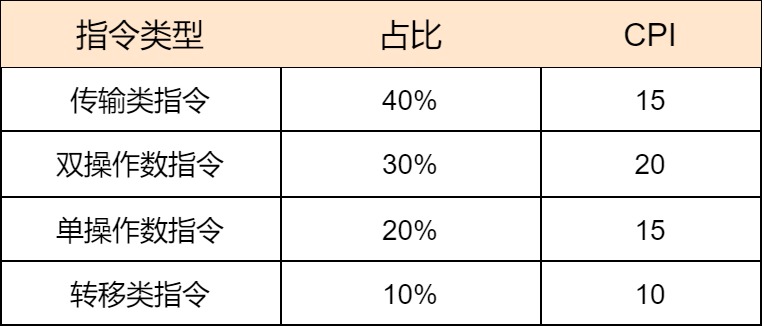 指令类型 占比 CPI
传输类指令 40% 15
双操作数指令 30% 20
单操作数指令 20% 15
转移类指令 10% 10